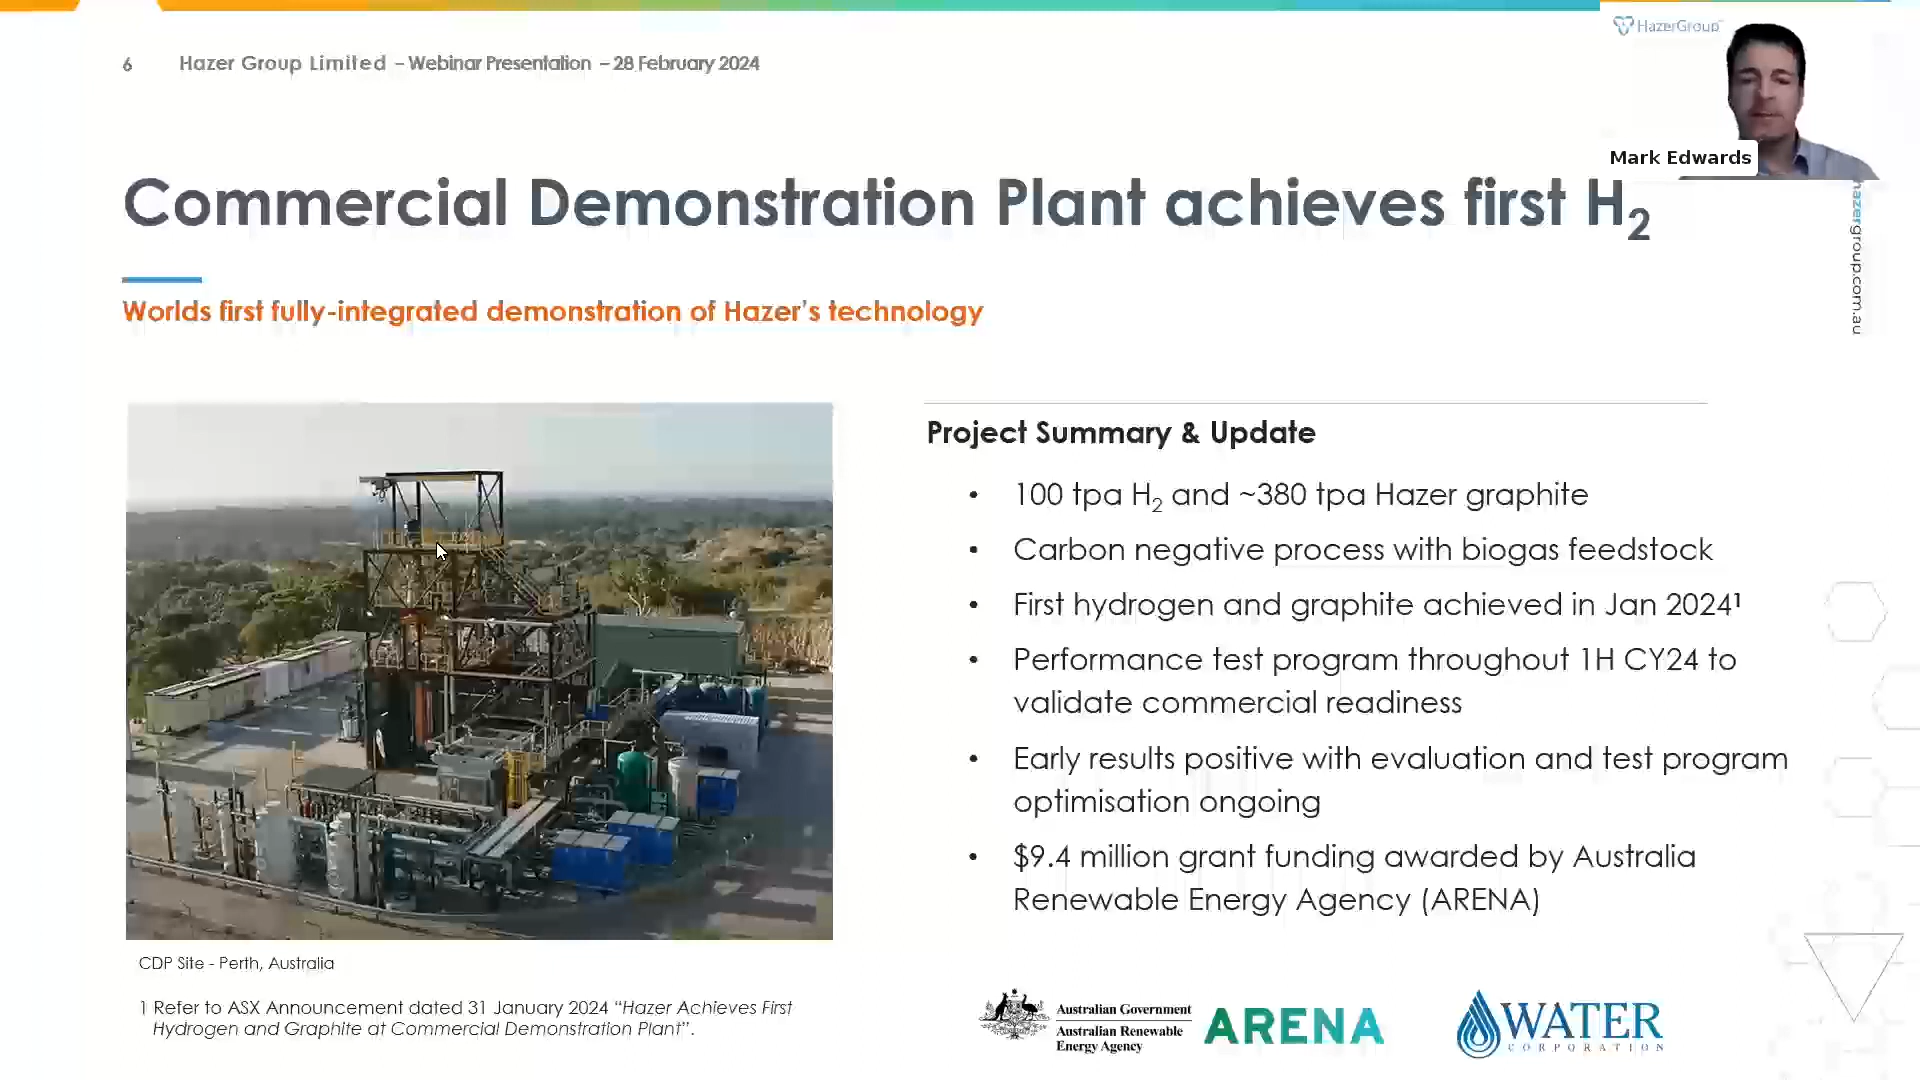 6 Hazer Group Limited – Webinar Presentation – 28 February 2024
HazerGroup
Mark Edwards
hazergroup.com.au
Commercial Demonstration Plant achieves first H₂
Worlds first fully-integrated demonstration of Hazer's technology
Project Summary & Update
• 100 tpa H₂ and ~380 tpa Hazer graphite
• Carbon negative process with biogas feedstock
• First hydrogen and graphite achieved in Jan 2024¹
• Performance test program throughout 1H CY24 to
validate commercial readiness
• Early results positive with evaluation and test program
optimisation ongoing
• $9.4 million grant funding awarded by Australia
Renewable Energy Agency (ARENA)
CDP Site - Perth, Australia
1 Refer to ASX Announcement dated 31 January 2024 “Hazer Achieves First
Hydrogen and Graphite at Commercial Demonstration Plant”.
Australian Government
Australian Renewable
Energy Agency
ARENA
WATER
CORPORATION